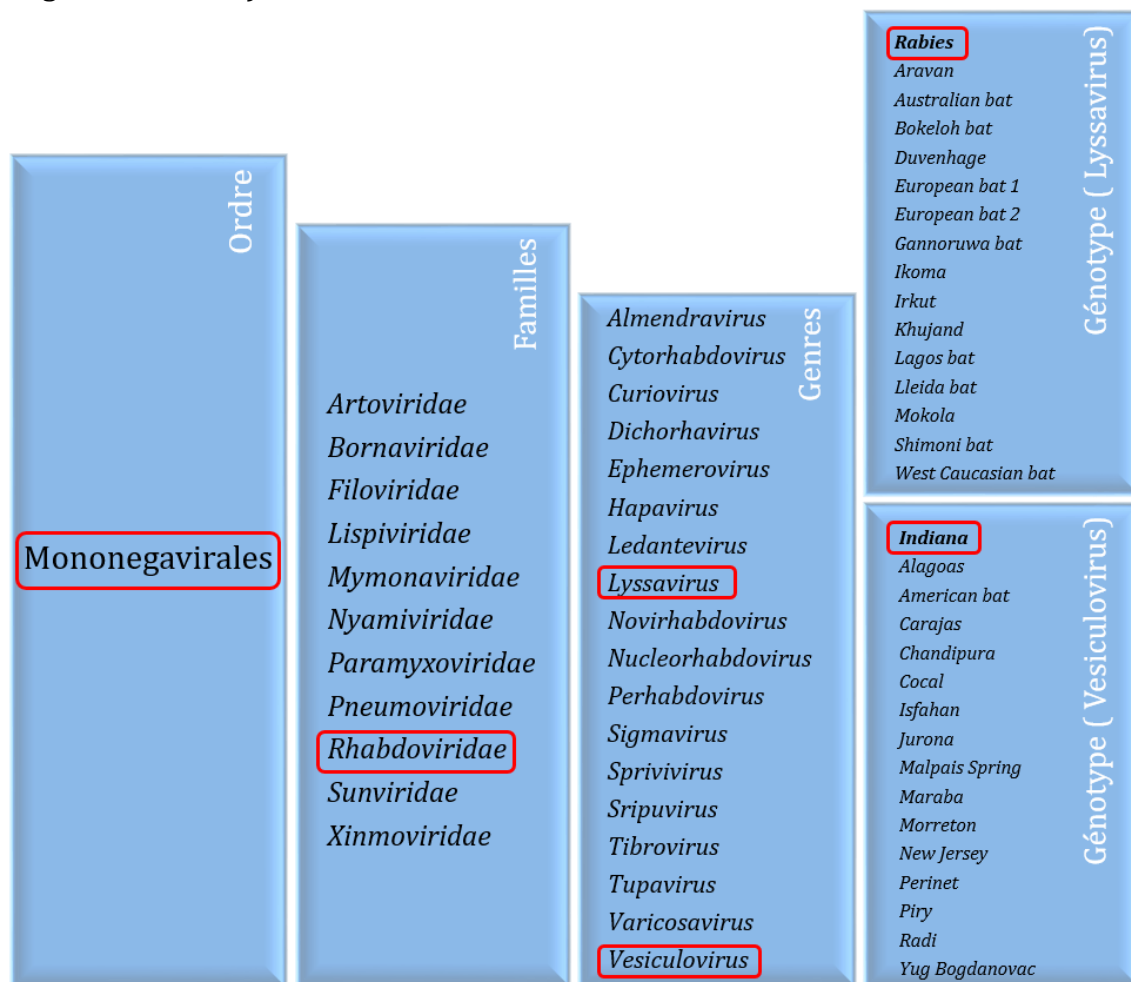 Ordre
Mononegavirales
Familles
Artoviridae
Bornaviridae
Filoviridae
Lispiviridae
Mymonaviridae
Nyamiviridae
Paramyxoviridae
Pneumoviridae
Rhabdoviridae
Sunviridae
Xinmoviridae
Genres
Almendravirus
Cytorhabdovirus
Curiovirus
Dichorhavirus
Ephemerovirus
Hapavirus
Ledantevirus
Lyssavirus
Novirhabdovirus
Nucleorhabdovirus
Perhabdovirus
Sigmavirus
Sprivivirus
Sripuvirus
Tibrovirus
Tupavirus
Varicosavirus
Vesiculovirus
Génotype ( Lyssavirus)
Rabies
Aravan
Australian bat
Bokeloh bat
Duvenhage
European bat 1
European bat 2
Gannoruwa bat
Ikoma
Irkut
Khujand
Lagos bat
Lleida bat
Mokola
Shimoni bat
West Caucasian bat
Génotype ( Vesiculovirus)
Indiana
Alagoas
American bat
Carajas
Chandipura
Cocal
Isfahan
Jurona
Malpais Spring
Maraba
Morreton
New Jersey
Perinet
Piry
Radi
Yug Bogdanovac